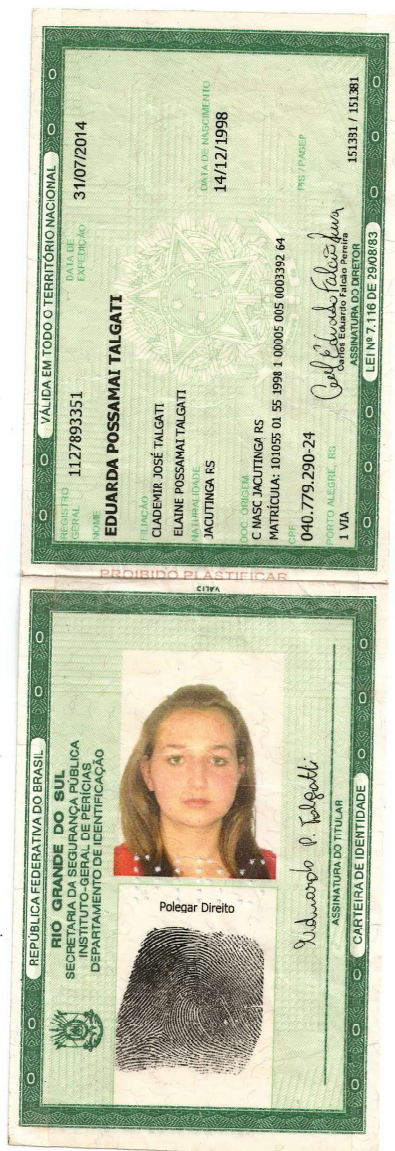 VÁLIDA EM TODO O TERRITÓRIO NACIONAL
REGISTRO GERAL 1127893351
DATA DE EXPEDIÇÃO 31/07/2014
NOME
EDUARDA POSSAMAI TALGATI
FILIAÇÃO
CLADEMIR JOSÉ TALGATI
ELAINE POSSAMAI TALGATI
NATURALIDADE
JACUTINGA RS
DATA DE NASCIMENTO
14/12/1998
DOC. ORIGEM
C NASC JACUTINGA RS
MATRÍCULA: 101055 01 55 1998 1 00005 005 0003392 64
CPF
040.779.290-24
PIS / PASEP
PORTO ALEGRE, RS
1 VIA
Carlos Eduardo Falcão Pereira
ASSINATURA DO DIRETOR
151381 / 151381
LEI Nº 7.116 DE 29/08/83
PROIBIDO PLASTIFICAR
REPÚBLICA FEDERATIVA DO BRASIL
RIO GRANDE DO SUL
SECRETARIA DA SEGURANÇA PÚBLICA
INSTITUTO-GERAL DE PERÍCIAS
DEPARTAMENTO DE IDENTIFICAÇÃO
Polegar Direito
Eduarda P. Talgatti
ASSINATURA DO TITULAR
CARTEIRA DE IDENTIDADE